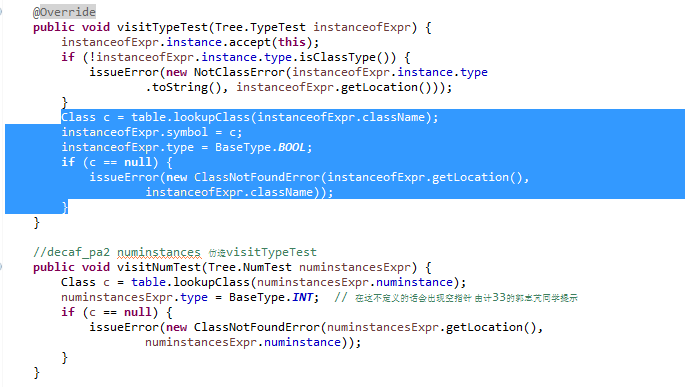 @Override
public void visitTypeTest(Tree.TypeTest instanceofExpr) {
instanceofExpr.instance.accept(this);
if (!instanceofExpr.instance.type.isClassType()) {
issueError(new NotClassError(instanceofExpr.instance.type
.toString(), instanceofExpr.getLocation()));
}
Class c = table.lookupClass(instanceofExpr.className);
instanceofExpr.symbol = c;
instanceofExpr.type = BaseType.BOOL;
if (c == null) {
issueError(new ClassNotFoundError(instanceofExpr.getLocation(),
instanceofExpr.className));
}
}
//decaf_pa2 numinstances 仿造visitTypeTest
public void visitNumTest(Tree.NumTest numinstancesExpr) {
Class c = table.lookupClass(numinstancesExpr.numinstance);
numinstancesExpr.type = BaseType.INT; // 在这不定义的话会出现空指针 由计33的郭志芃同学提示
if (c == null) {
issueError(new ClassNotFoundError(numinstancesExpr.getLocation(),
numinstancesExpr.numinstance));
}
}